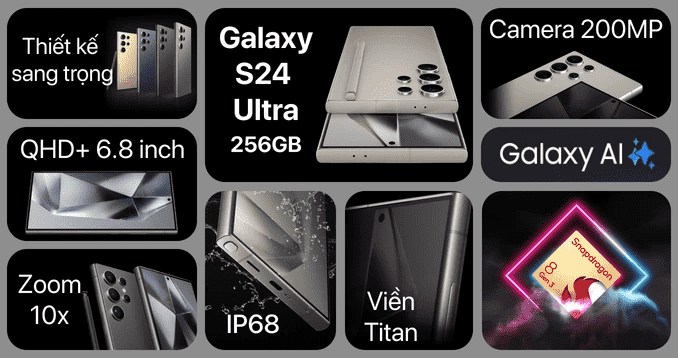 Thiết kế
sang trọng
Galaxy
S24
Ultra
256GB
Camera 200MP
QHD+ 6.8 inch
Galaxy AI
Zoom
10x
IP68
Viền
Titan
Snapdragon
8
Gen 3